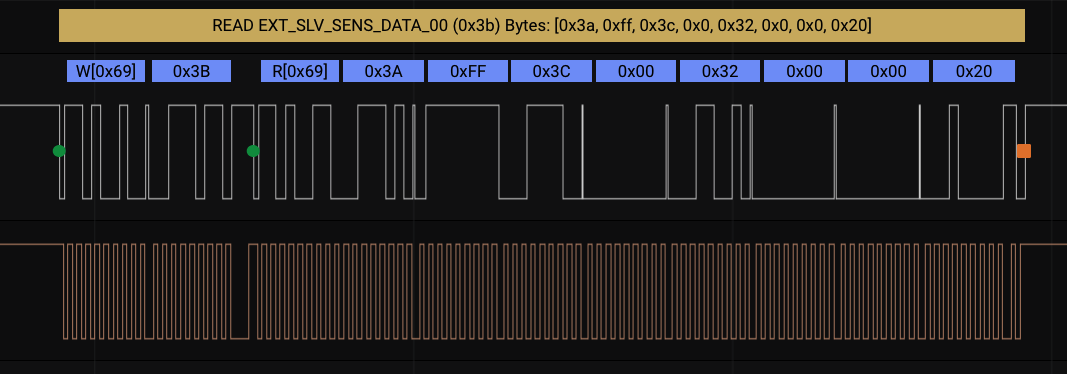 READ EXT_SLV_SENS_DATA_00 (0x3b) Bytes: [0x3a, 0xff, 0x3c, 0x0, 0x32, 0x0, 0x0, 0x20]
W[0x69] 0x3B R[0x69] 0x3A 0xFF 0x3C 0x00 0x32 0x00 0x00 0x20